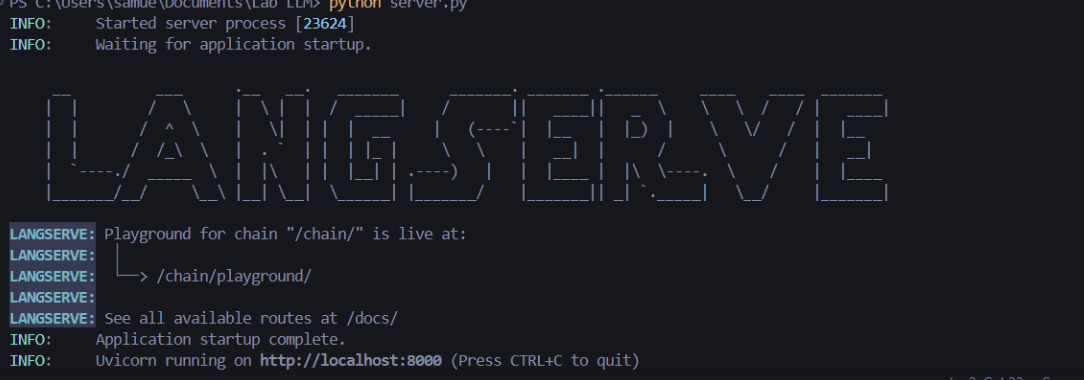 PS C:\Users\samue\Documents\Lab LLM> python server.py
INFO: Started server process [23624]
INFO: Waiting for application startup.
LANGSERVE
LANGSERVE: Playground for chain "/chain/" is live at:
LANGSERVE: │
LANGSERVE: └──> /chain/playground/
LANGSERVE:
LANGSERVE: See all available routes at /docs/
INFO: Application startup complete.
INFO: Uvicorn running on http://localhost:8000 (Press CTRL+C to quit)